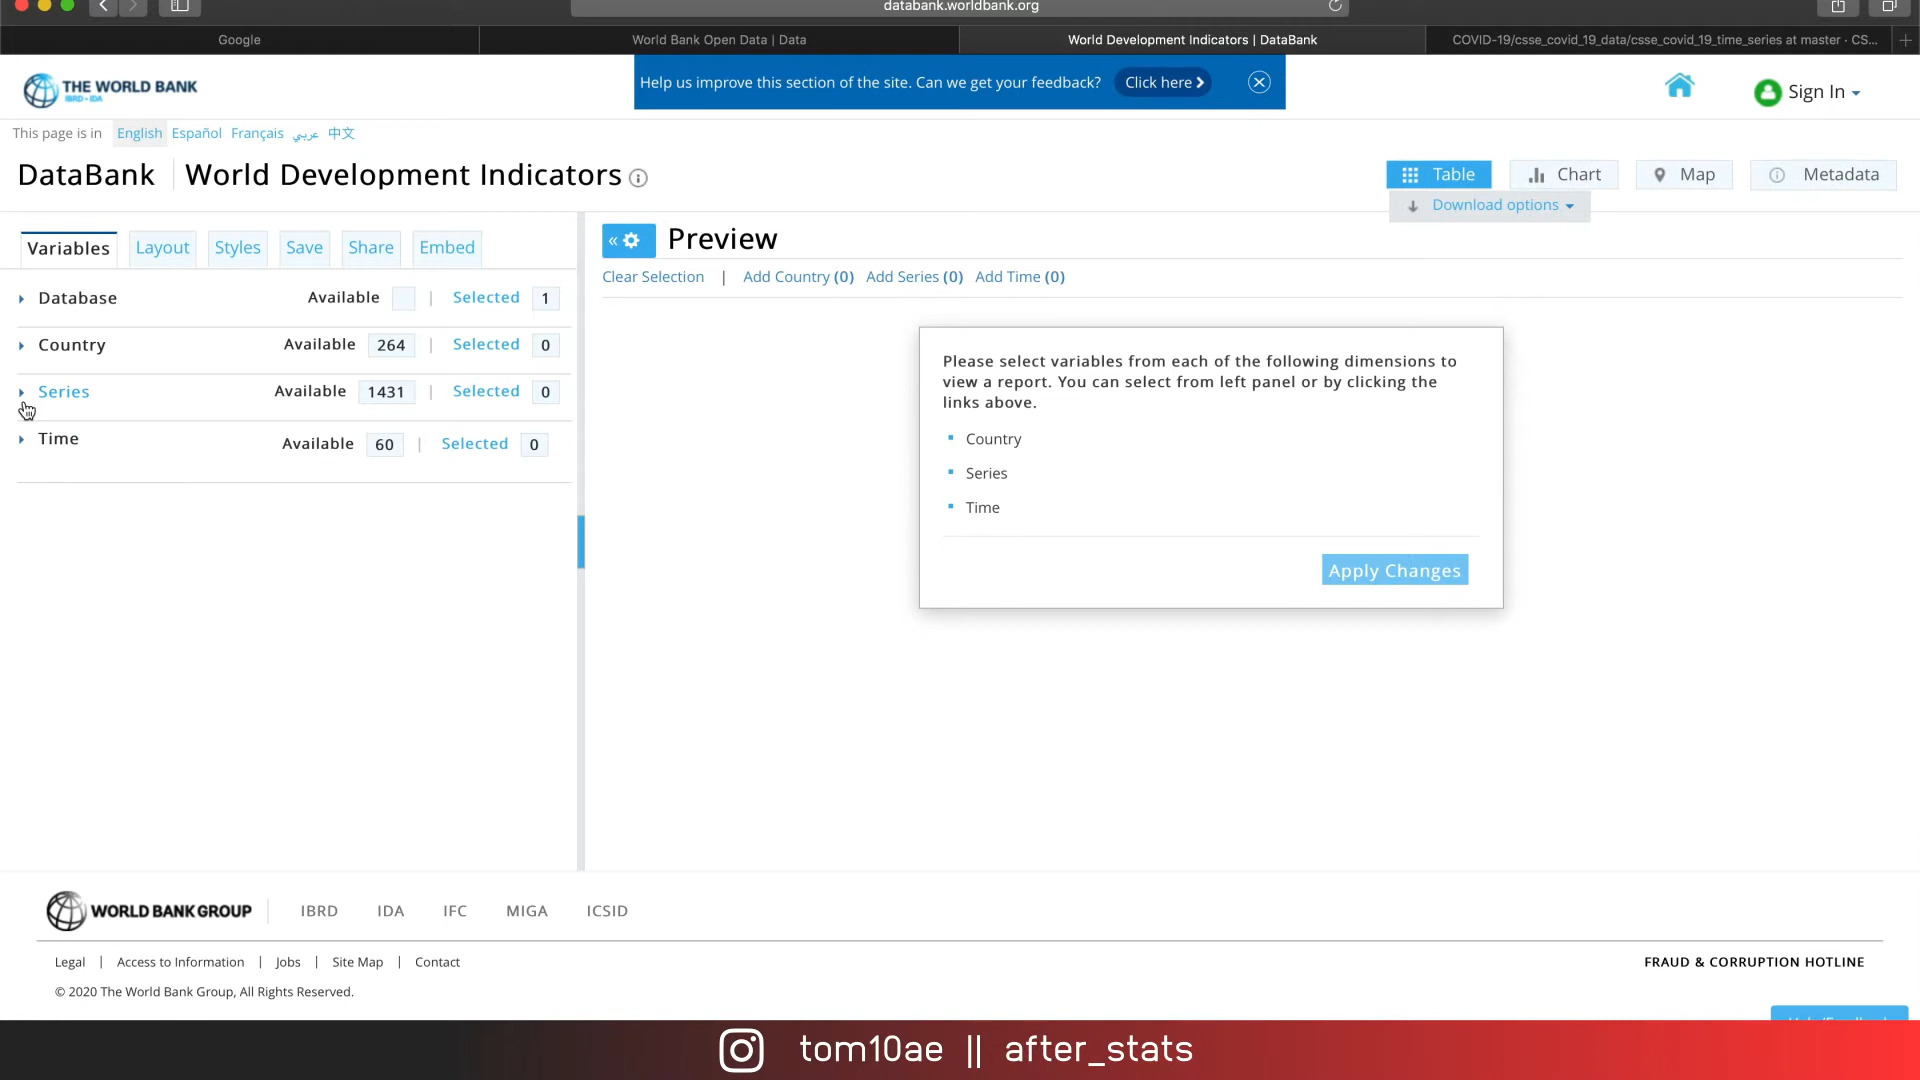 databank.worldbank.org
Google
World Bank Open Data | Data
World Development Indicators | DataBank
COVID-19/csse_covid_19_data/csse_covid_19_time_series at master · CS...
THE WORLD BANK
IBRD • IDA
Help us improve this section of the site. Can we get your feedback? Click here
Sign In
This page is in English Español Français عربي 中文
DataBank World Development Indicators
Table
Chart
Map
Metadata
Download options
Variables
Layout
Styles
Save
Share
Embed
Preview
Clear Selection | Add Country (0) Add Series (0) Add Time (0)
Database Available | Selected 1
Country Available 264 | Selected 0
Series Available 1431 | Selected 0
Time Available 60 | Selected 0
Please select variables from each of the following dimensions to
view a report. You can select from left panel or by clicking the
links above.
Country
Series
Time
Apply Changes
WORLD BANK GROUP
IBRD IDA IFC MIGA ICSID
Legal | Access to Information | Jobs | Site Map | Contact
FRAUD & CORRUPTION HOTLINE
© 2020 The World Bank Group, All Rights Reserved.
tom10ae || after_stats